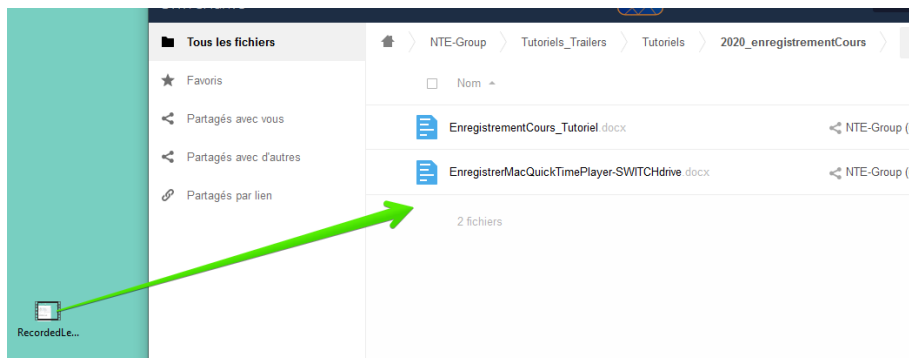 Tous les fichiers
NTE-Group
Tutoriels_Trailers
Tutoriels
2020_enregistrementCours
Favoris
Nom
Partagés avec vous
EnregistrementCours_Tutoriel.docx
NTE-Group (
Partagés avec d'autres
EnregistrerMacQuickTimePlayer-SWITCHdrive.docx
NTE-Group (
Partagés par lien
2 fichiers
RecordedLe...